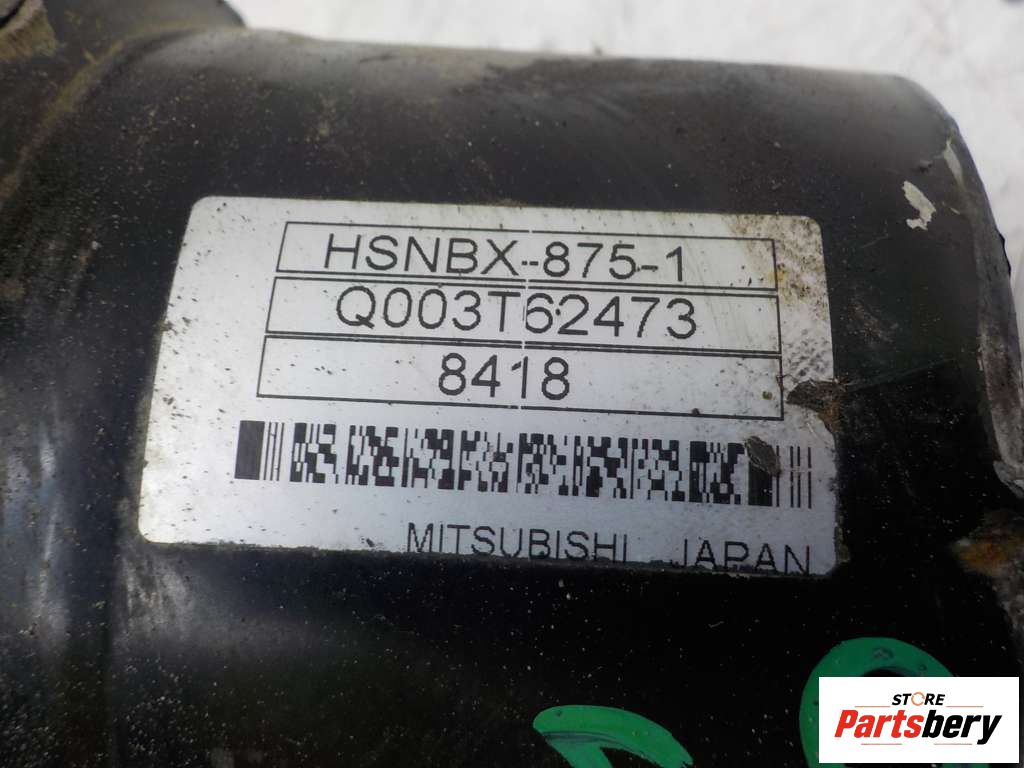 HSNBX-875-1
Q003T62473
8418
MITSUBISHI JAPAN
STORE
Partsbery